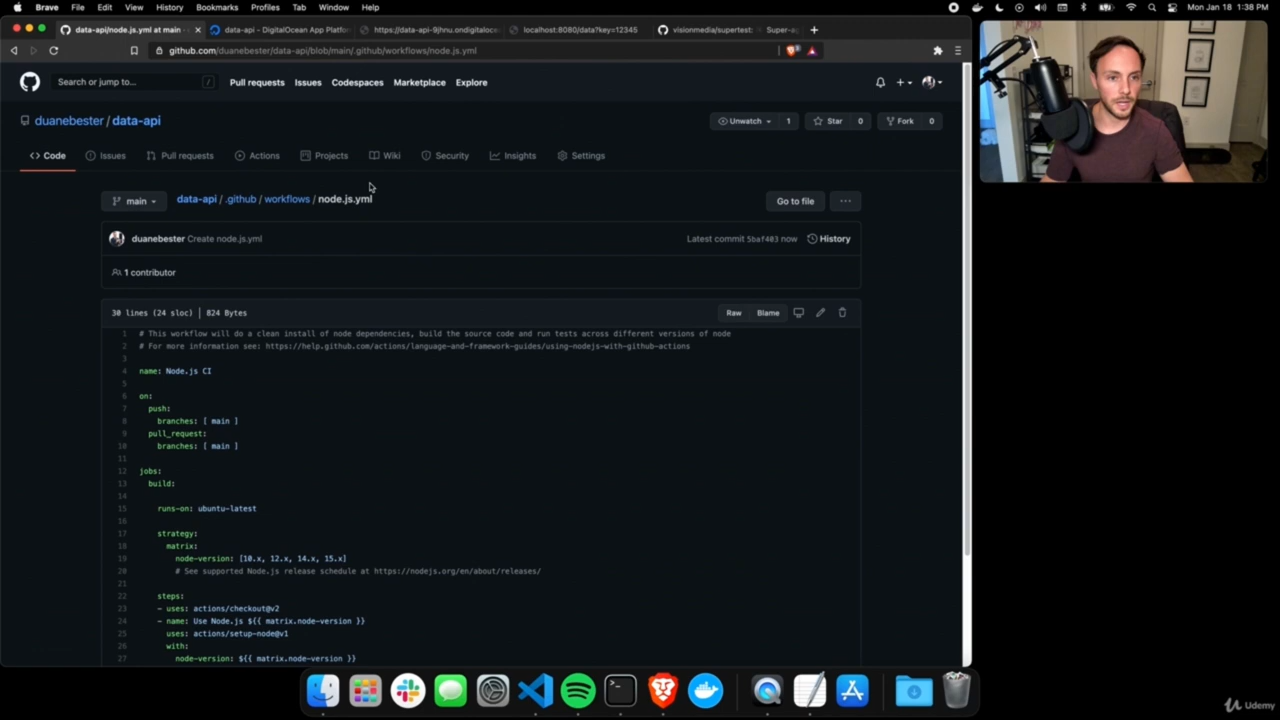 Brave File Edit View History Bookmarks Profiles Tab Window Help Mon Jan 18 1:38 PM
data-api/node.js.yml at main · data-api – DigitalOcean App Platfor https://data-api-9jhnu.ondigitaloce localhost:8080/data?key=12345 visionmedia/supertest: Super-ag
github.com/duanebester/data-api/blob/main/.github/workflows/node.js.yml
Search or jump to... / Pull requests Issues Codespaces Marketplace Explore
duanebester / data-api Unwatch 1 Star 0 Fork 0
<> Code Issues Pull requests Actions Projects Wiki Security Insights Settings
main data-api / .github / workflows / node.js.yml Go to file ...
duanebester Create node.js.yml Latest commit 5baf403 now History
1 contributor
30 lines (24 sloc) 824 Bytes Raw Blame
1 # This workflow will do a clean install of node dependencies, build the source code and run tests across different versions of node
2 # For more information see: https://help.github.com/actions/language-and-framework-guides/using-nodejs-with-github-actions
3
4 name: Node.js CI
5
6 on:
7 push:
8 branches: [ main ]
9 pull_request:
10 branches: [ main ]
11
12 jobs:
13 build:
14
15 runs-on: ubuntu-latest
16
17 strategy:
18 matrix:
19 node-version: [10.x, 12.x, 14.x, 15.x]
20 # See supported Node.js release schedule at https://nodejs.org/en/about/releases/
21
22 steps:
23 - uses: actions/checkout@v2
24 - name: Use Node.js ${{ matrix.node-version }}
25 uses: actions/setup-node@v1
26 with:
27 node-version: ${{ matrix.node-version }}
Udemy